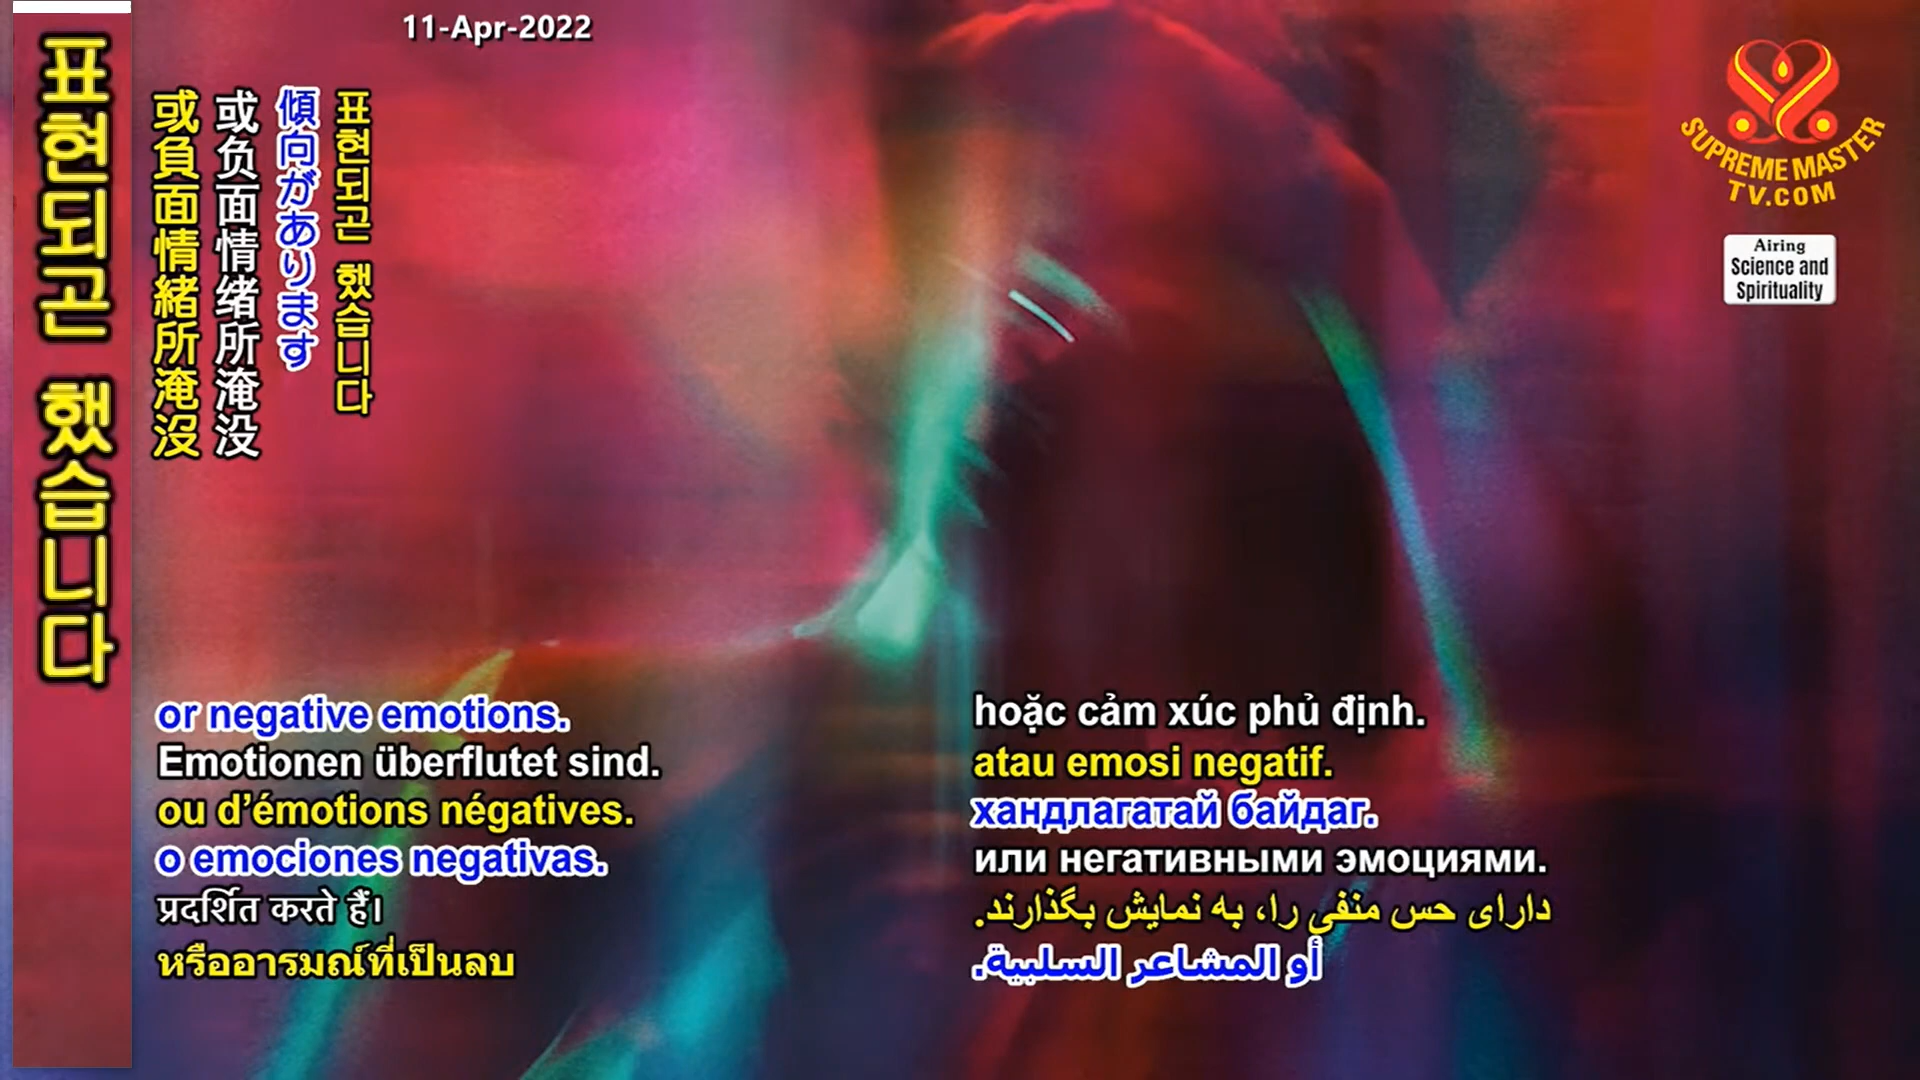 11-Apr-2022
표현되곤 했습니다
或負面情緒所淹沒
或负面情绪所淹没
傾向があります
표현되곤 했습니다
SUPREME MASTER
TV.COM
Airing
Science and
Spirituality
or negative emotions.
Emotionen überflutet sind.
ou d’émotions négatives.
o emociones negativas.
प्रदर्शित करते हैं।
หรืออารมณ์ที่เป็นลบ
hoặc cảm xúc phủ định.
atau emosi negatif.
хандлагатай байдаг.
или негативными эмоциями.
دارای حس منفی را، به نمایش بگذارند.
أو المشاعر السلبية.